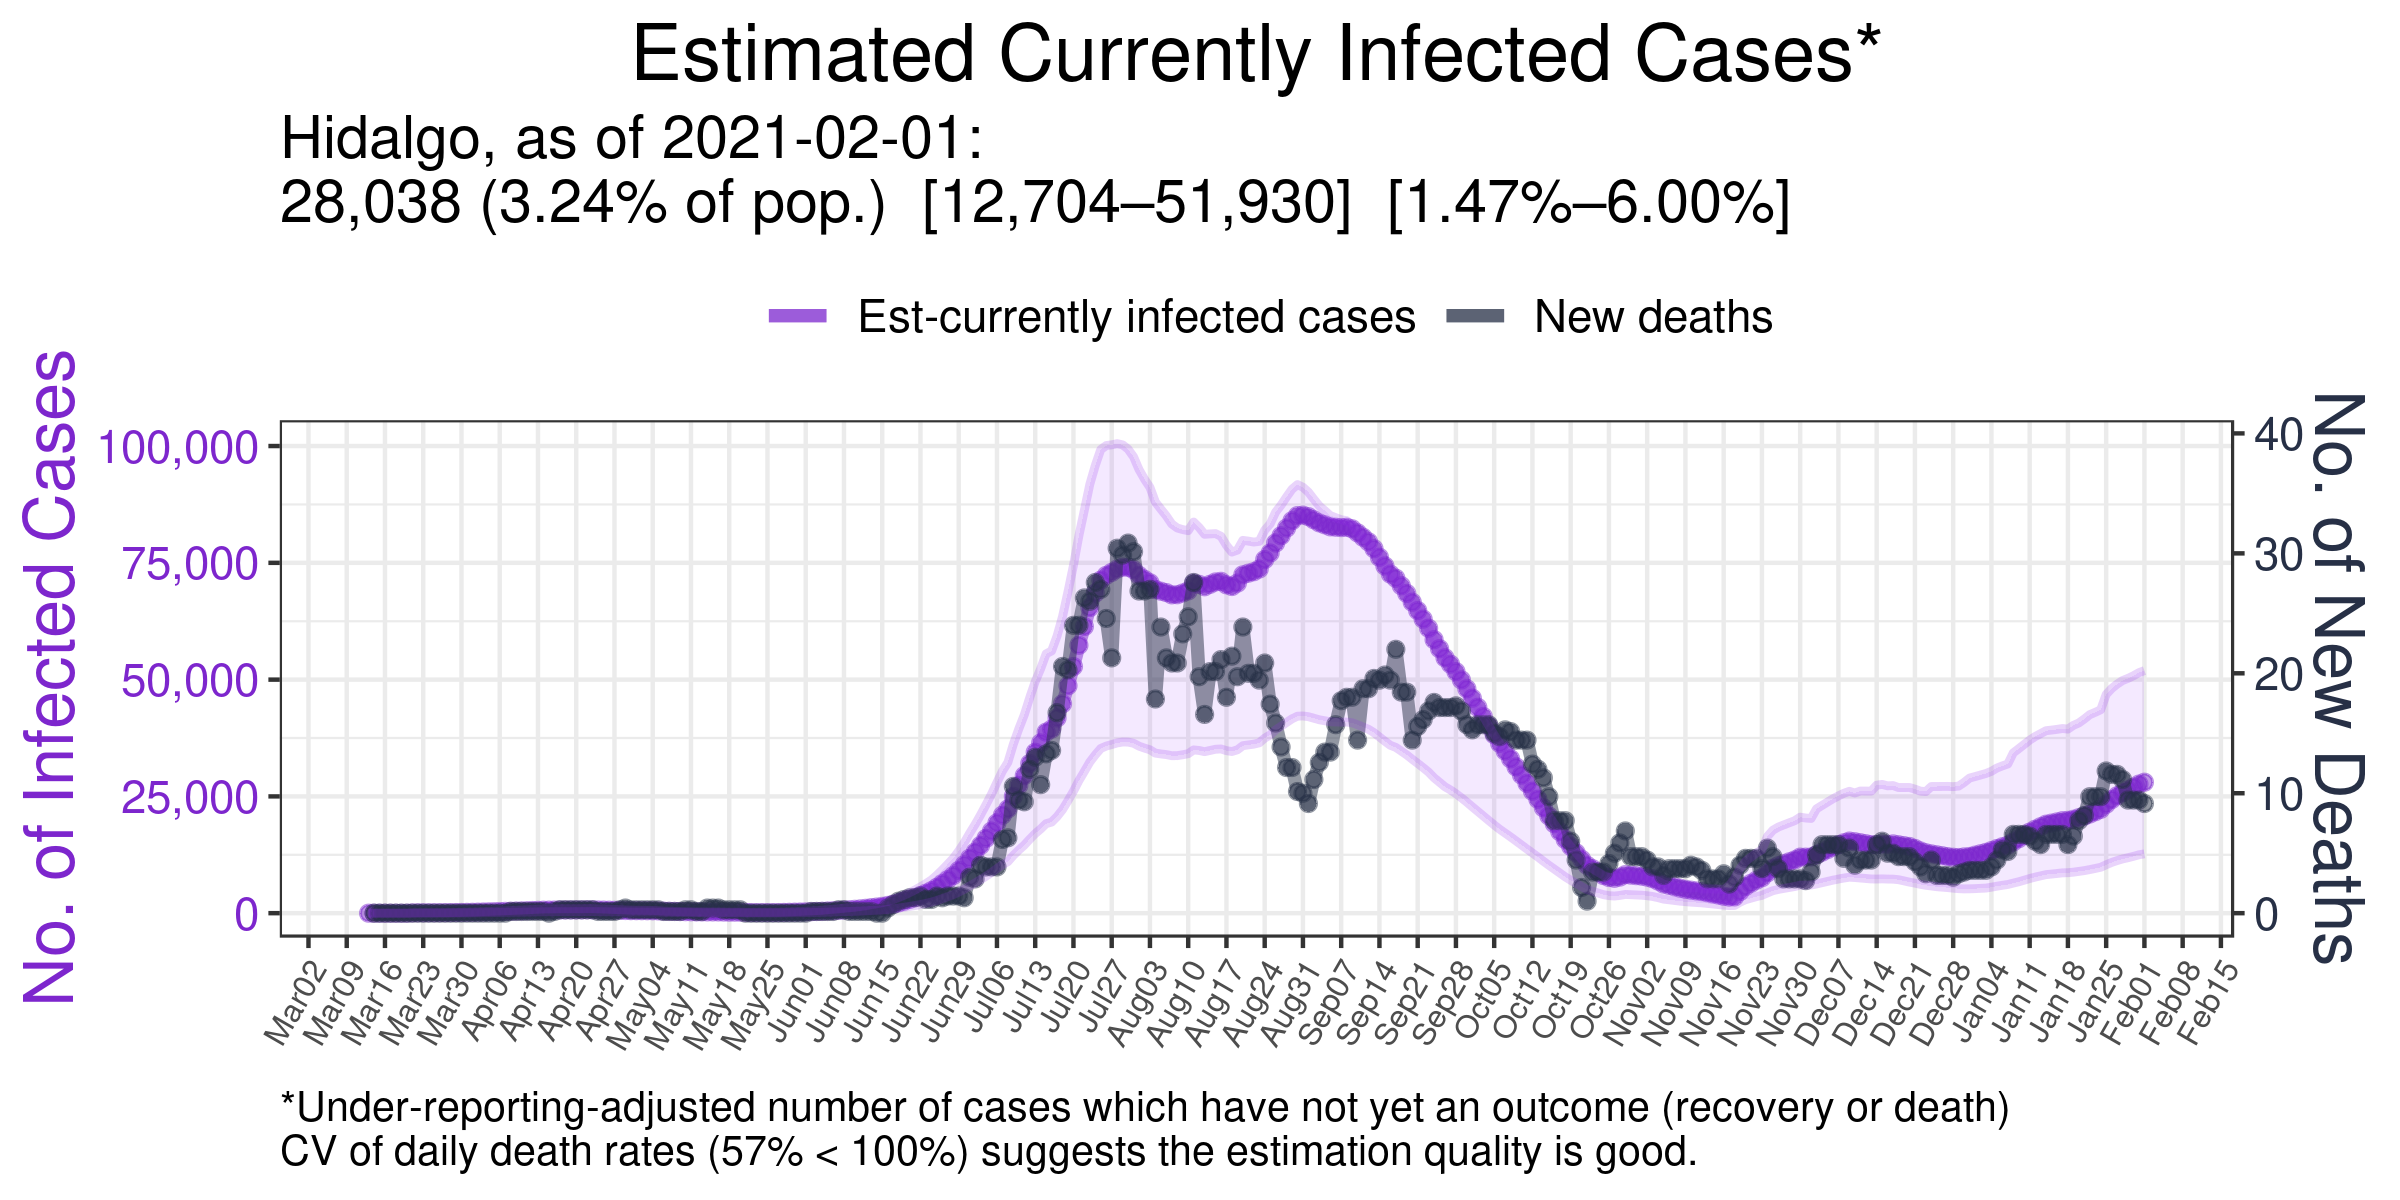 Estimated Currently Infected Cases*
Hidalgo, as of 2021-02-01:
28,038 (3.24% of pop.) [12,704–51,930] [1.47%–6.00%]
Est-currently infected cases
New deaths
No. of Infected Cases
100,000
75,000
50,000
25,000
0
40
30
20
10
0
No. of New Deaths
Mar02
Mar09
Mar16
Mar23
Mar30
Apr06
Apr13
Apr20
Apr27
May04
May11
May18
May25
Jun01
Jun08
Jun15
Jun22
Jun29
Jul06
Jul13
Jul20
Jul27
Aug03
Aug10
Aug17
Aug24
Aug31
Sep07
Sep14
Sep21
Sep28
Oct05
Oct12
Oct19
Oct26
Nov02
Nov09
Nov16
Nov23
Nov30
Dec07
Dec14
Dec21
Dec28
Jan04
Jan11
Jan18
Jan25
Feb01
Feb08
Feb15
*Under-reporting-adjusted number of cases which have not yet an outcome (recovery or death)
CV of daily death rates (57% < 100%) suggests the estimation quality is good.